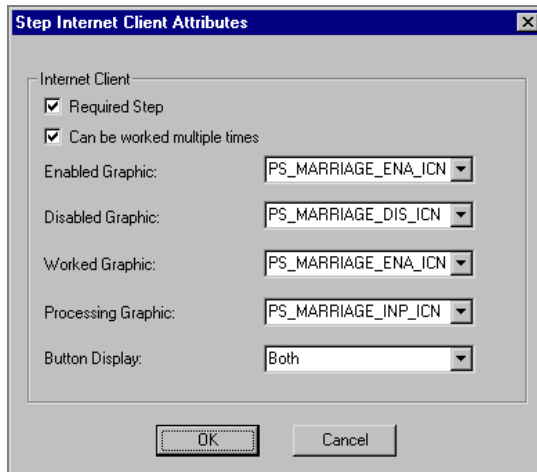 Step Internet Client Attributes
Internet Client
Required Step
Can be worked multiple times
Enabled Graphic: PS_MARRIAGE_ENA_ICN
Disabled Graphic: PS_MARRIAGE_DIS_ICN
Worked Graphic: PS_MARRIAGE_ENA_ICN
Processing Graphic: PS_MARRIAGE_INP_ICN
Button Display: Both
OK Cancel